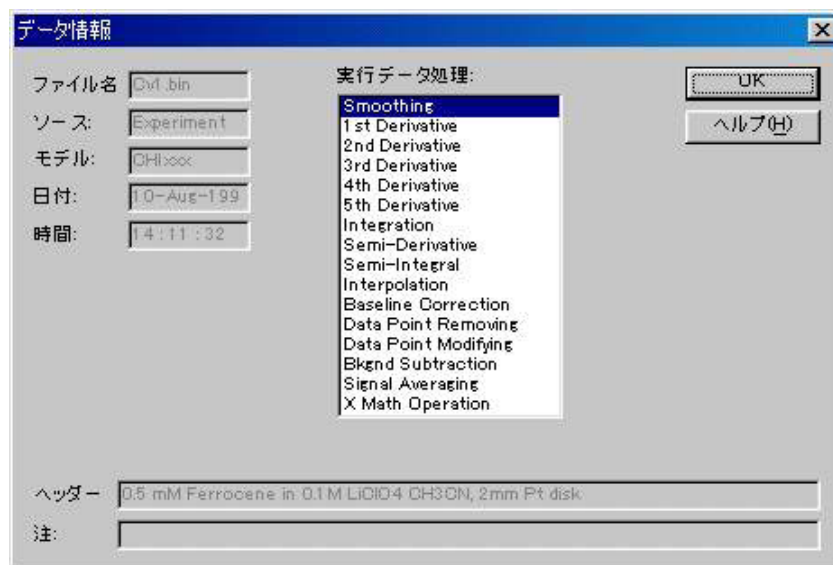 データ情報
ファイル名 Cv1.bin
ソース: Experiment
モデル: CHIxxx
日付: 10-Aug-199
時間: 14:11:32
実行データ処理:
Smoothing
1st Derivative
2nd Derivative
3rd Derivative
4th Derivative
5th Derivative
Integration
Semi-Derivative
Semi-Integral
Interpolation
Baseline Correction
Data Point Removing
Data Point Modifying
Bkgnd Subtraction
Signal Averaging
X Math Operation
OK
ヘルプ(H)
ヘッダー 0.5 mM Ferrocene in 0.1 M LiClO4 CH3CN, 2mm Pt disk
注: